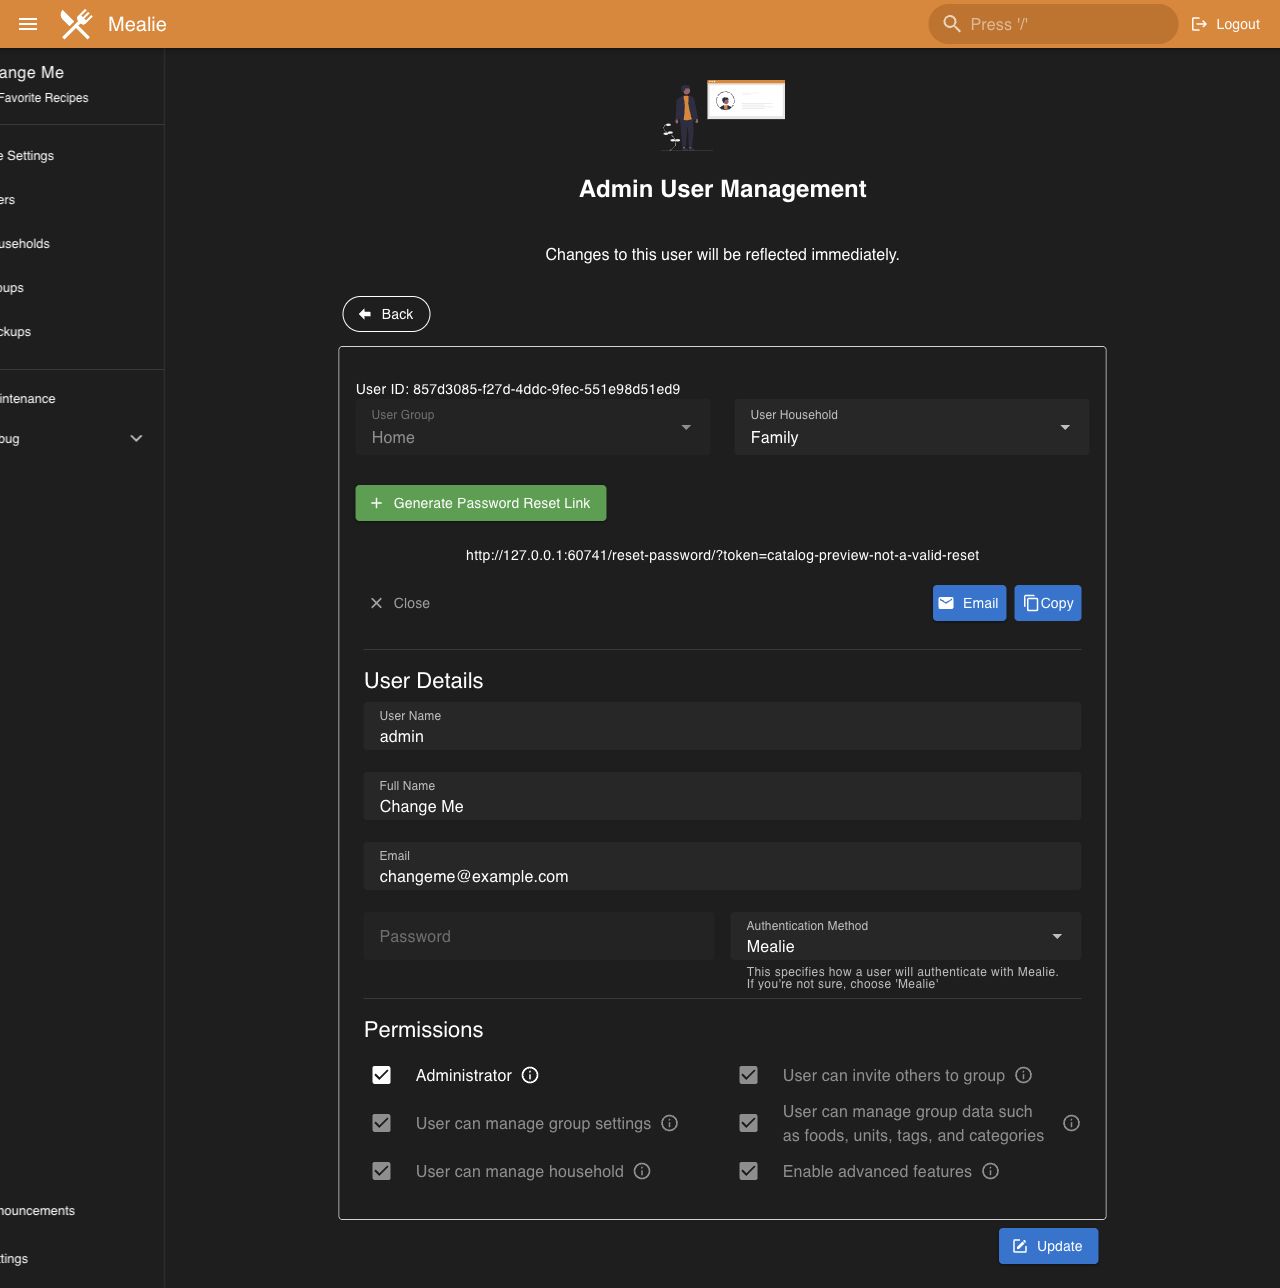 Mealie
Press '/'
Logout
ange Me
Favorite Recipes
e Settings
ers
useholds
oups
ckups
intenance
bug
nouncements
ttings
Admin User Management
Changes to this user will be reflected immediately.
Back
User ID: 857d3085-f27d-4ddc-9fec-551e98d51ed9
User Group
Home
User Household
Family
Generate Password Reset Link
http://127.0.0.1:60741/reset-password/?token=catalog-preview-not-a-valid-reset
Close
Email
Copy
User Details
User Name
admin
Full Name
Change Me
Email
changeme@example.com
Password
Authentication Method
Mealie
This specifies how a user will authenticate with Mealie.
If you're not sure, choose 'Mealie'
Permissions
Administrator
User can invite others to group
User can manage group settings
User can manage group data such
as foods, units, tags, and categories
User can manage household
Enable advanced features
Update